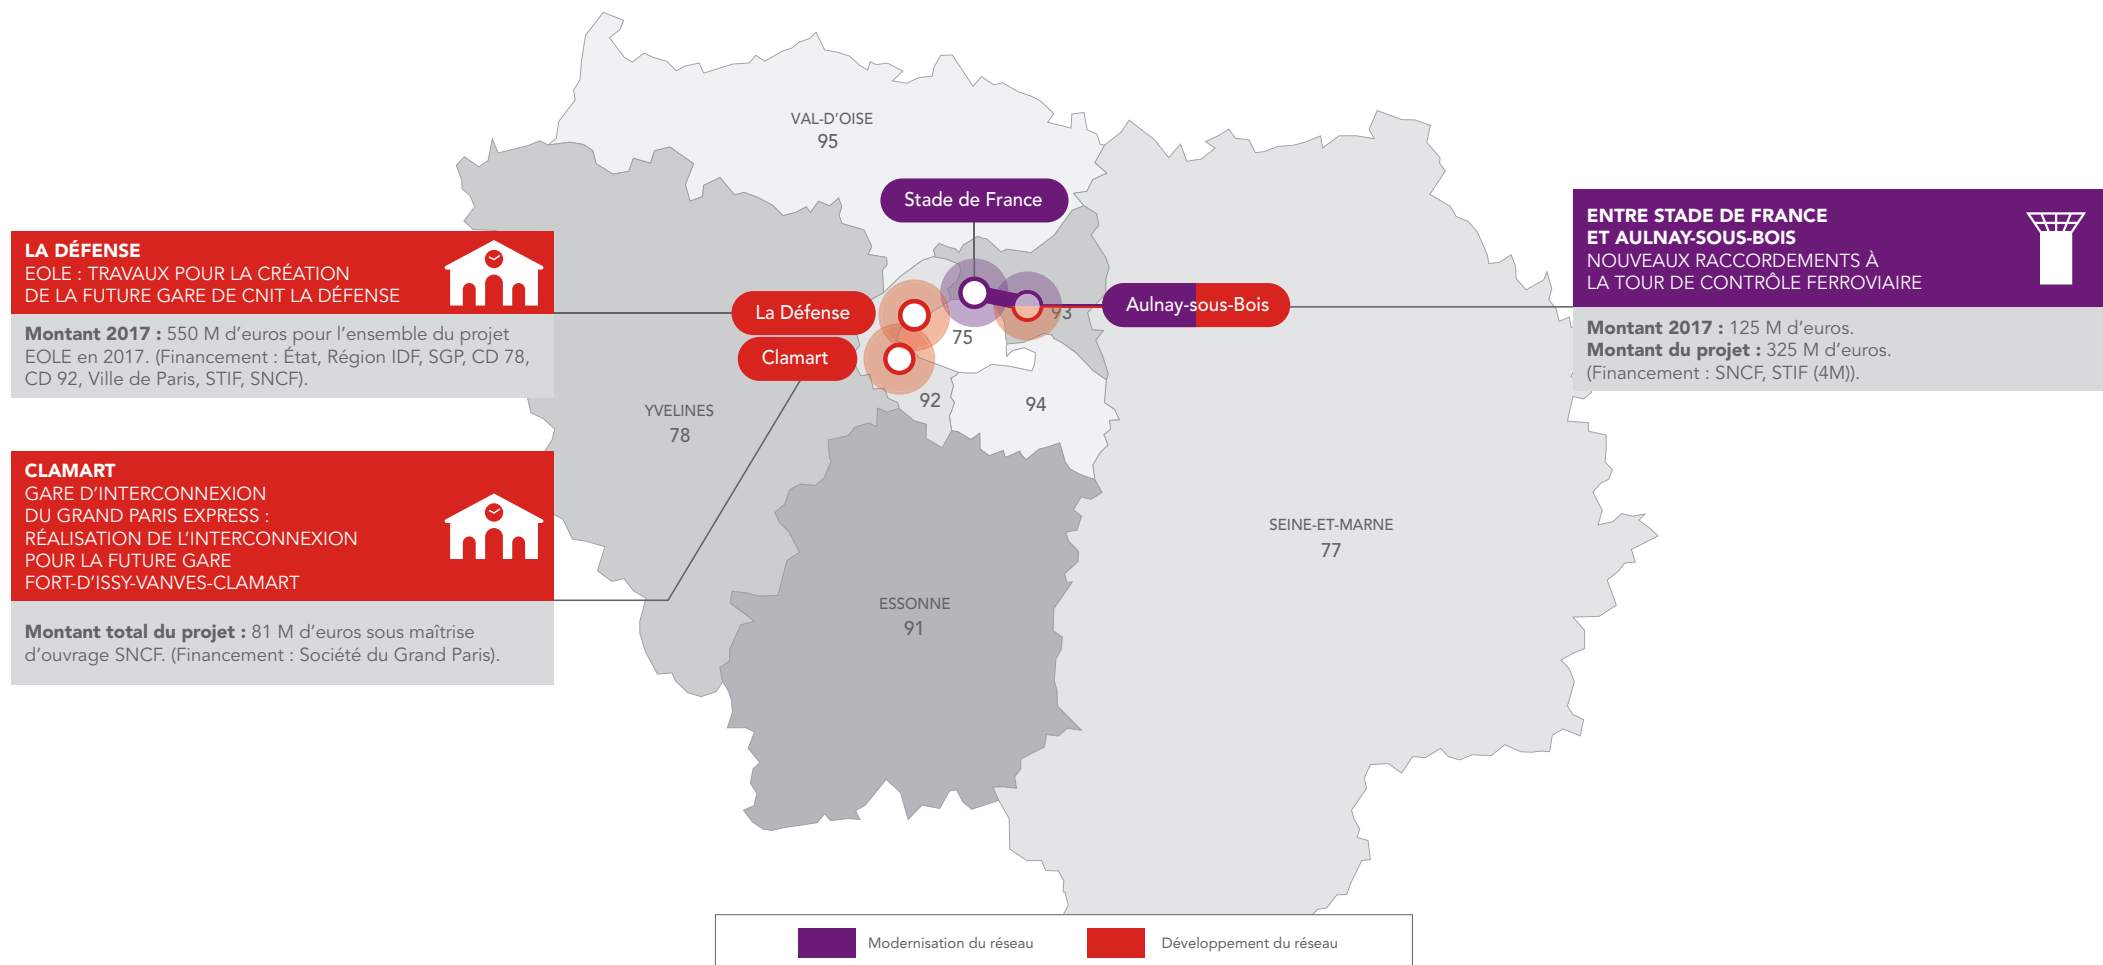 VAL-D'OISE
95
Stade de France
LA DÉFENSE
EOLE : TRAVAUX POUR LA CRÉATION
DE LA FUTURE GARE DE CNIT LA DÉFENSE
Montant 2017 : 550 M d'euros pour l'ensemble du projet
EOLE en 2017. (Financement : État, Région IDF, SGP, CD 78,
CD 92, Ville de Paris, STIF, SNCF).
ENTRE STADE DE FRANCE
ET AULNAY-SOUS-BOIS
NOUVEAUX RACCORDEMENTS À
LA TOUR DE CONTRÔLE FERROVIAIRE
Montant 2017 : 125 M d'euros.
Montant du projet : 325 M d'euros.
(Financement : SNCF, STIF (4M)).
La Défense
Aulnay-sous-Bois
93
75
Clamart
92
94
YVELINES
78
CLAMART
GARE D'INTERCONNEXION
DU GRAND PARIS EXPRESS :
RÉALISATION DE L'INTERCONNEXION
POUR LA FUTURE GARE
FORT-D'ISSY-VANVES-CLAMART
Montant total du projet : 81 M d'euros sous maîtrise
d'ouvrage SNCF. (Financement : Société du Grand Paris).
SEINE-ET-MARNE
77
ESSONNE
91
Modernisation du réseau
Développement du réseau